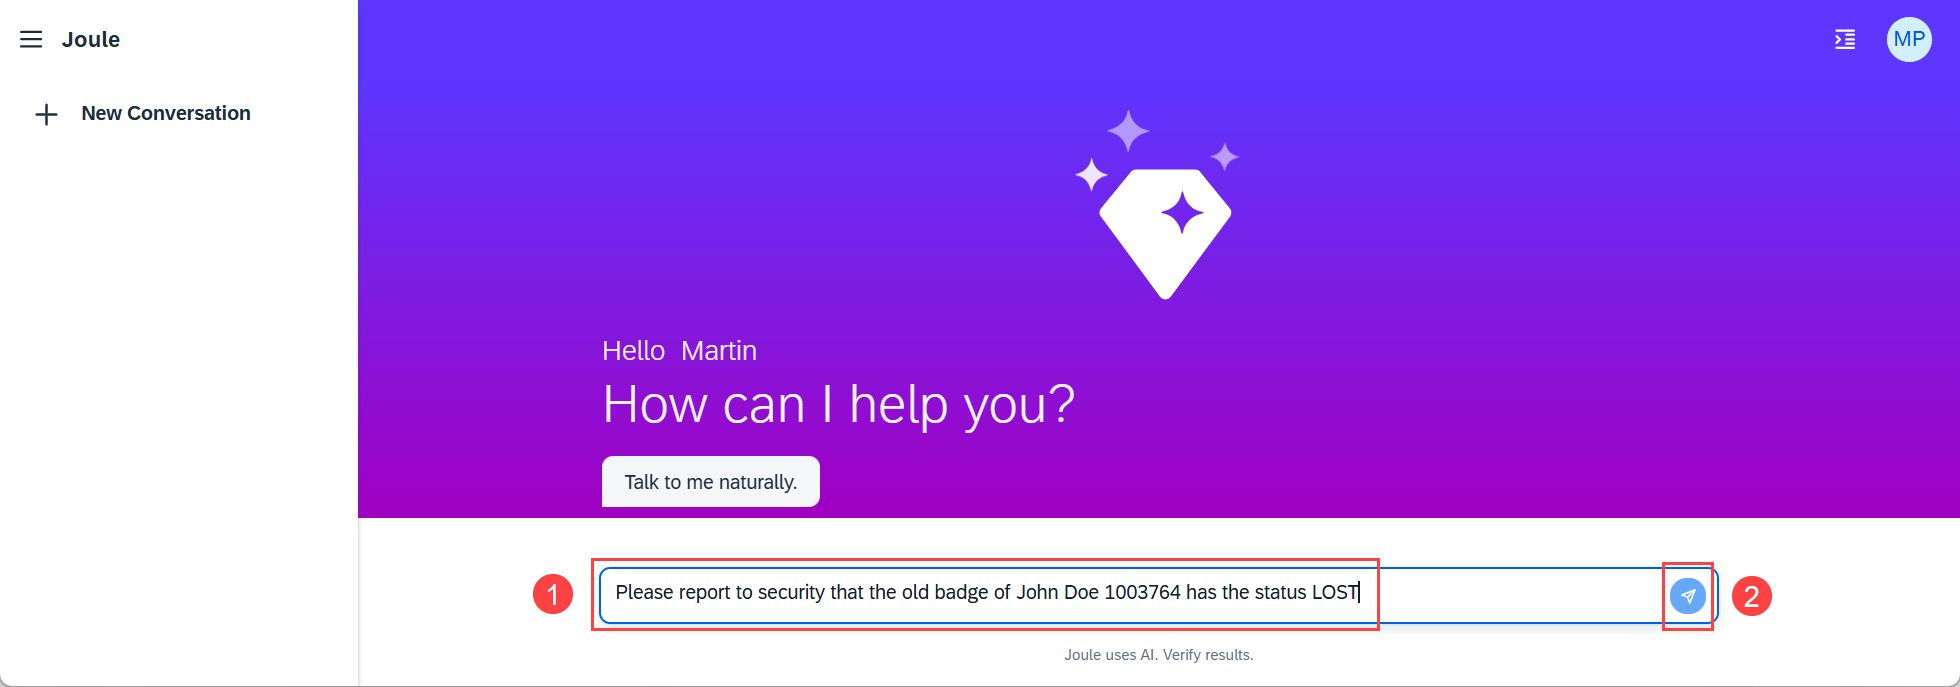 Joule
MP
New Conversation
Hello Martin
How can I help you?
Talk to me naturally.
1
Please report to security that the old badge of John Doe 1003764 has the status LOST
2
Joule uses AI. Verify results.